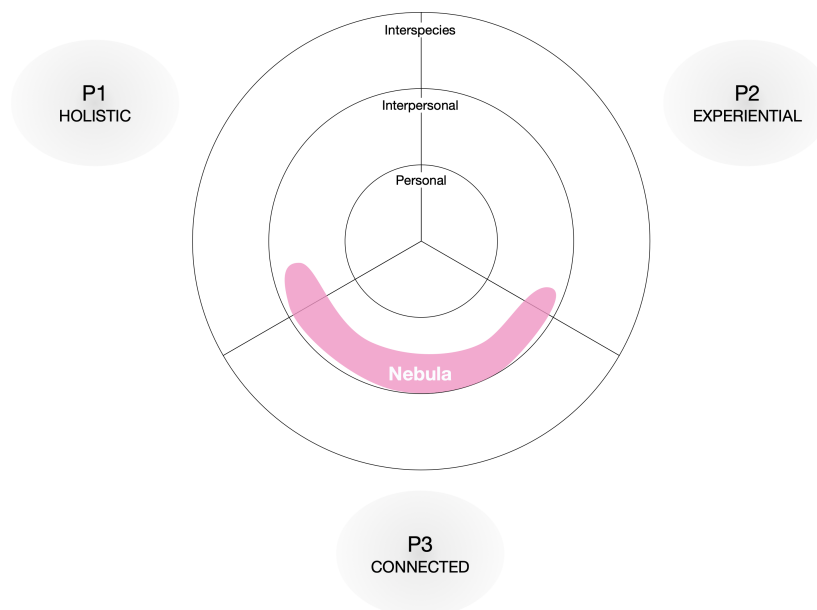 Interspecies
P1
HOLISTIC
P2
EXPERIENTIAL
Interpersonal
Personal
Nebula
P3
CONNECTED